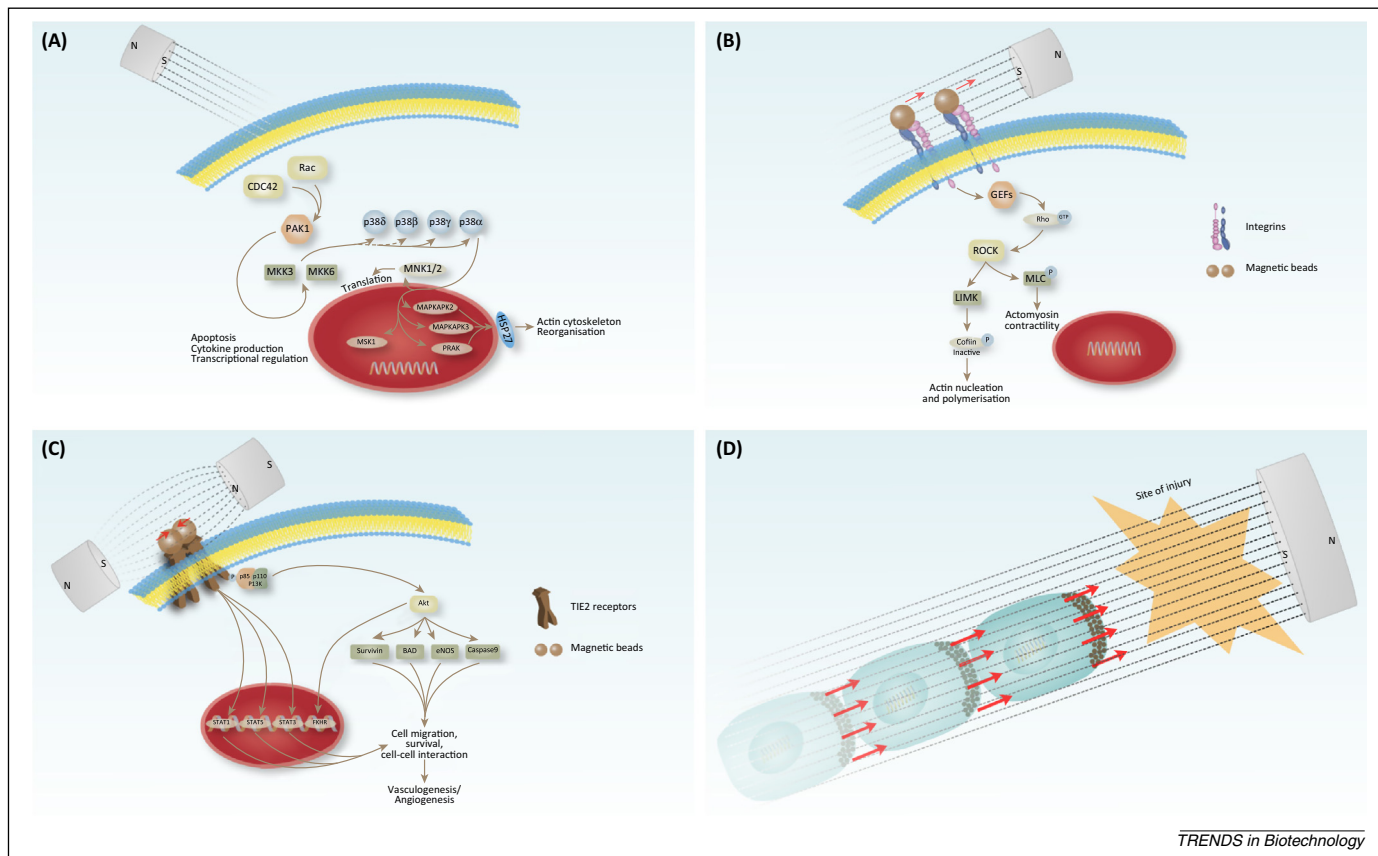 (A)
N
S
Rac
CDC42
PAK1
p38δ
p38β
p38γ
p38α
MKK3
MKK6
MNK1/2
Translation
MAPKAPK2
MAPKAPK3
MSK1
PRAK
HSP27
Actin cytoskeleton
Reorganisation
Apoptosis
Cytokine production
Transcriptional regulation
(B)
N
S
GEFs
Rho
GTP
ROCK
MLC
P
LIMK
Actomyosin
contractility
Cofiin
P
Inactive
Actin nucleation
and polymerisation
Integrins
Magnetic beads
(C)
S
N
S
N
P
p85
p110
P13K
Akt
Survivin
BAD
eNOS
Caspase9
STAT1
STAT5
STAT3
FKHR
Cell migration,
survival,
cell-cell interaction
Vasculogenesis/
Angiogenesis
TIE2 receptors
Magnetic beads
(D)
Site of injury
S
N
TRENDS in Biotechnology